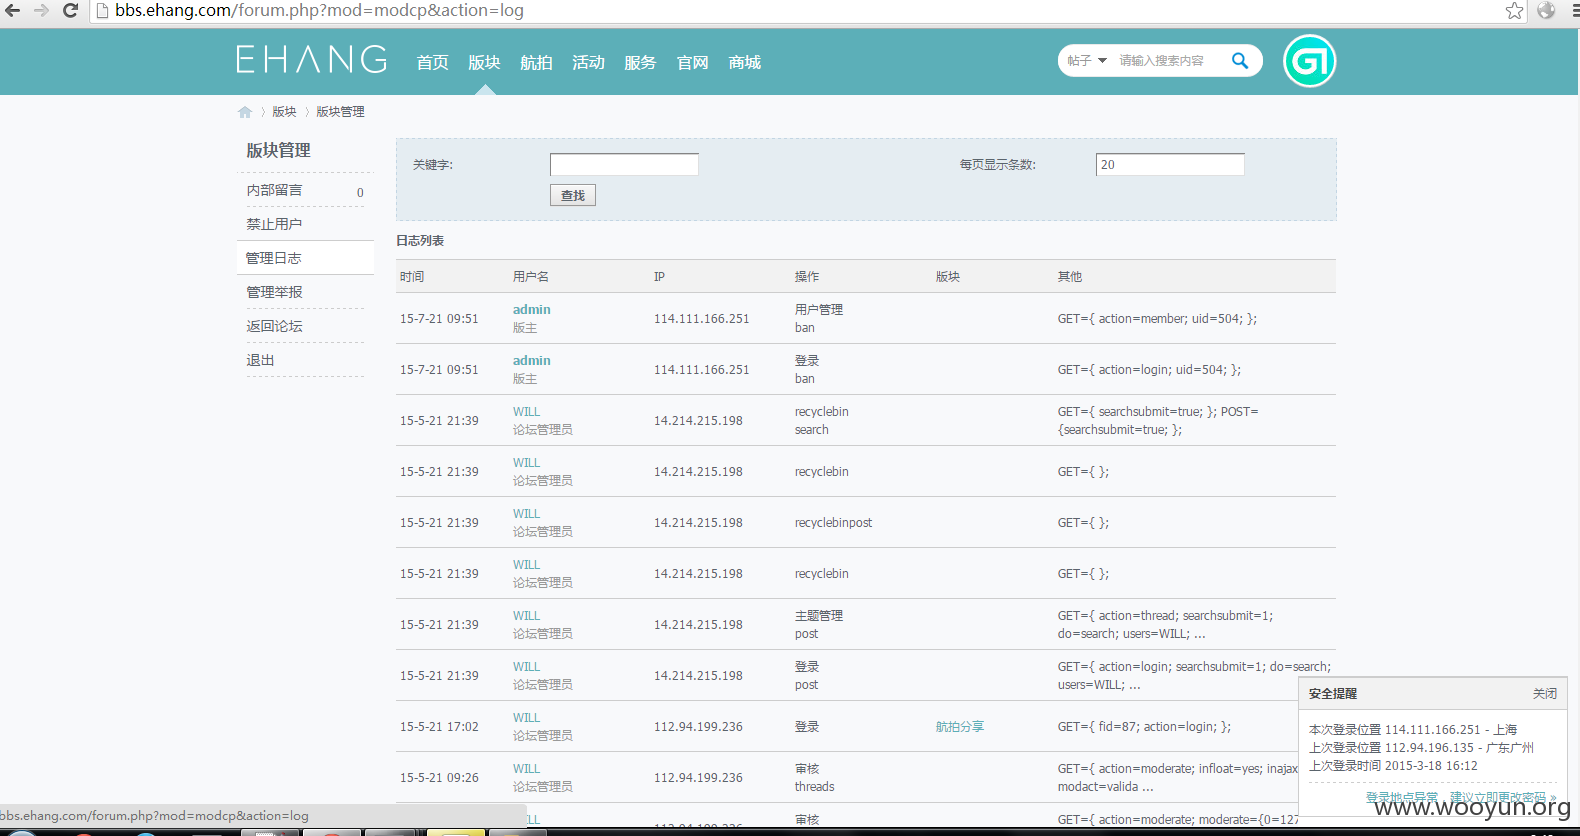 bbs.ehang.com/forum.php?mod=modcp&action=log
EHANG 首页 版块 航拍 活动 服务 官网 商城 帖子 请输入搜索内容
版块 版块管理
版块管理
内部留言 0
禁止用户
管理日志
管理举报
返回论坛
退出
关键字: 每页显示条数: 20
查找
日志列表
时间 用户名 IP 操作 版块 其他
15-7-21 09:51 admin 版主 114.111.166.251 用户管理 ban GET={ action=member; uid=504; };
15-7-21 09:51 admin 版主 114.111.166.251 登录 ban GET={ action=login; uid=504; };
15-5-21 21:39 WILL 论坛管理员 14.214.215.198 recyclebin search GET={ searchsubmit=true; }; POST={searchsubmit=true; };
15-5-21 21:39 WILL 论坛管理员 14.214.215.198 recyclebin GET={ };
15-5-21 21:39 WILL 论坛管理员 14.214.215.198 recyclebinpost GET={ };
15-5-21 21:39 WILL 论坛管理员 14.214.215.198 recyclebin GET={ };
15-5-21 21:39 WILL 论坛管理员 14.214.215.198 主题管理 post GET={ action=thread; searchsubmit=1; do=search; users=WILL; ...
15-5-21 21:39 WILL 论坛管理员 14.214.215.198 登录 post GET={ action=login; searchsubmit=1; do=search; users=WILL; ...
15-5-21 17:02 WILL 论坛管理员 112.94.199.236 登录 航拍分享 GET={ fid=87; action=login; };
15-5-21 09:26 WILL 论坛管理员 112.94.199.236 审核 threads GET={ action=moderate; infloat=yes; inajax modact=valida ...
审核 GET={ action=moderate; moderate={0=127
安全提醒 关闭
本次登录位置 114.111.166.251 - 上海
上次登录位置 112.94.196.135 - 广东广州
上次登录时间 2015-3-18 16:12
登录地点异常，建议立即更改密码 »
www.wooyun.org
bbs.ehang.com/forum.php?mod=modcp&action=log